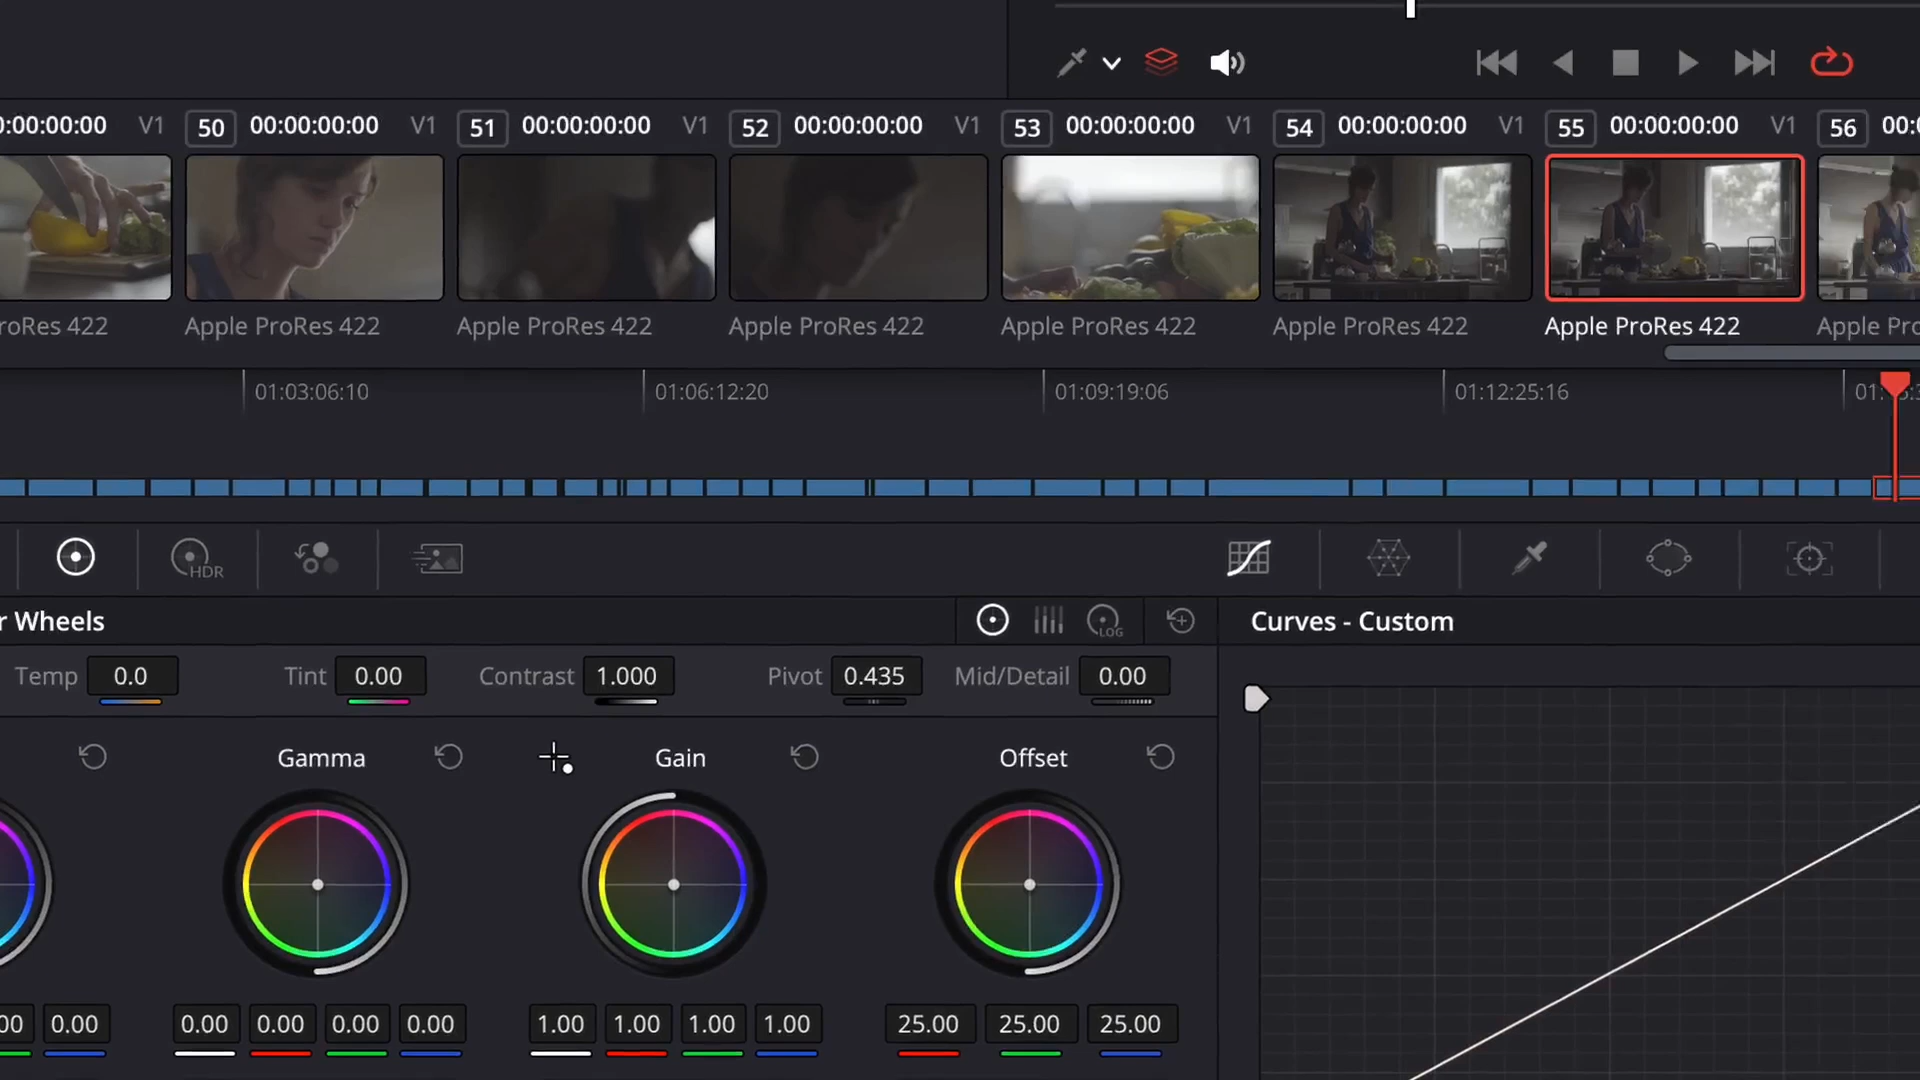 0:00:00:00 V1 50 00:00:00:00 V1 51 00:00:00:00 V1 52 00:00:00:00 V1 53 00:00:00:00 V1 54 00:00:00:00 V1 55 00:00:00:00 V1 56 00:
roRes 422 Apple ProRes 422 Apple ProRes 422 Apple ProRes 422 Apple ProRes 422 Apple ProRes 422 Apple ProRes 422 Apple Pro
01:03:06:10 01:06:12:20 01:09:19:06 01:12:25:16 01:
HDR
r Wheels LOG Curves - Custom
Temp 0.0 Tint 0.00 Contrast 1.000 Pivot 0.435 Mid/Detail 0.00
Gamma Gain Offset
00 0.00 0.00 0.00 0.00 0.00 1.00 1.00 1.00 1.00 25.00 25.00 25.00